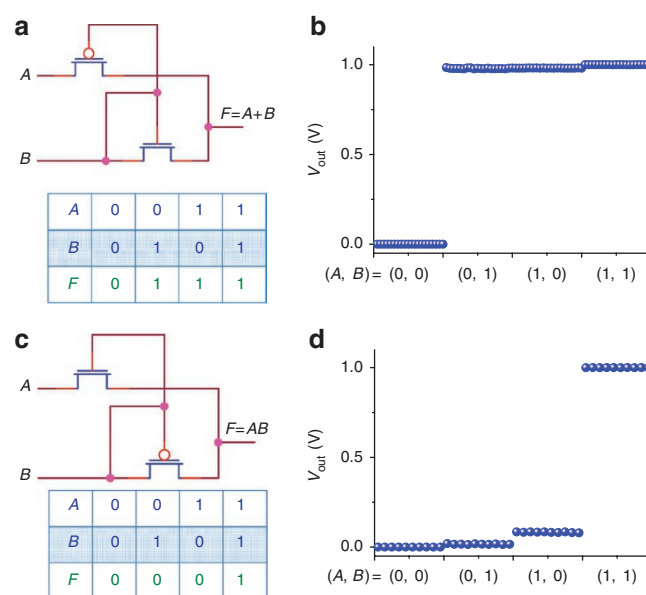 a
A
B
F=A+B
A 0 0 1 1
B 0 1 0 1
F 0 1 1 1
b
1.0
0.5
0.0
V_out (V)
(A, B) = (0, 0) (0, 1) (1, 0) (1, 1)
c
A
B
F=AB
A 0 0 1 1
B 0 1 0 1
F 0 0 0 1
d
1.0
0.5
0.0
V_out (V)
(A, B) = (0, 0) (0, 1) (1, 0) (1, 1)